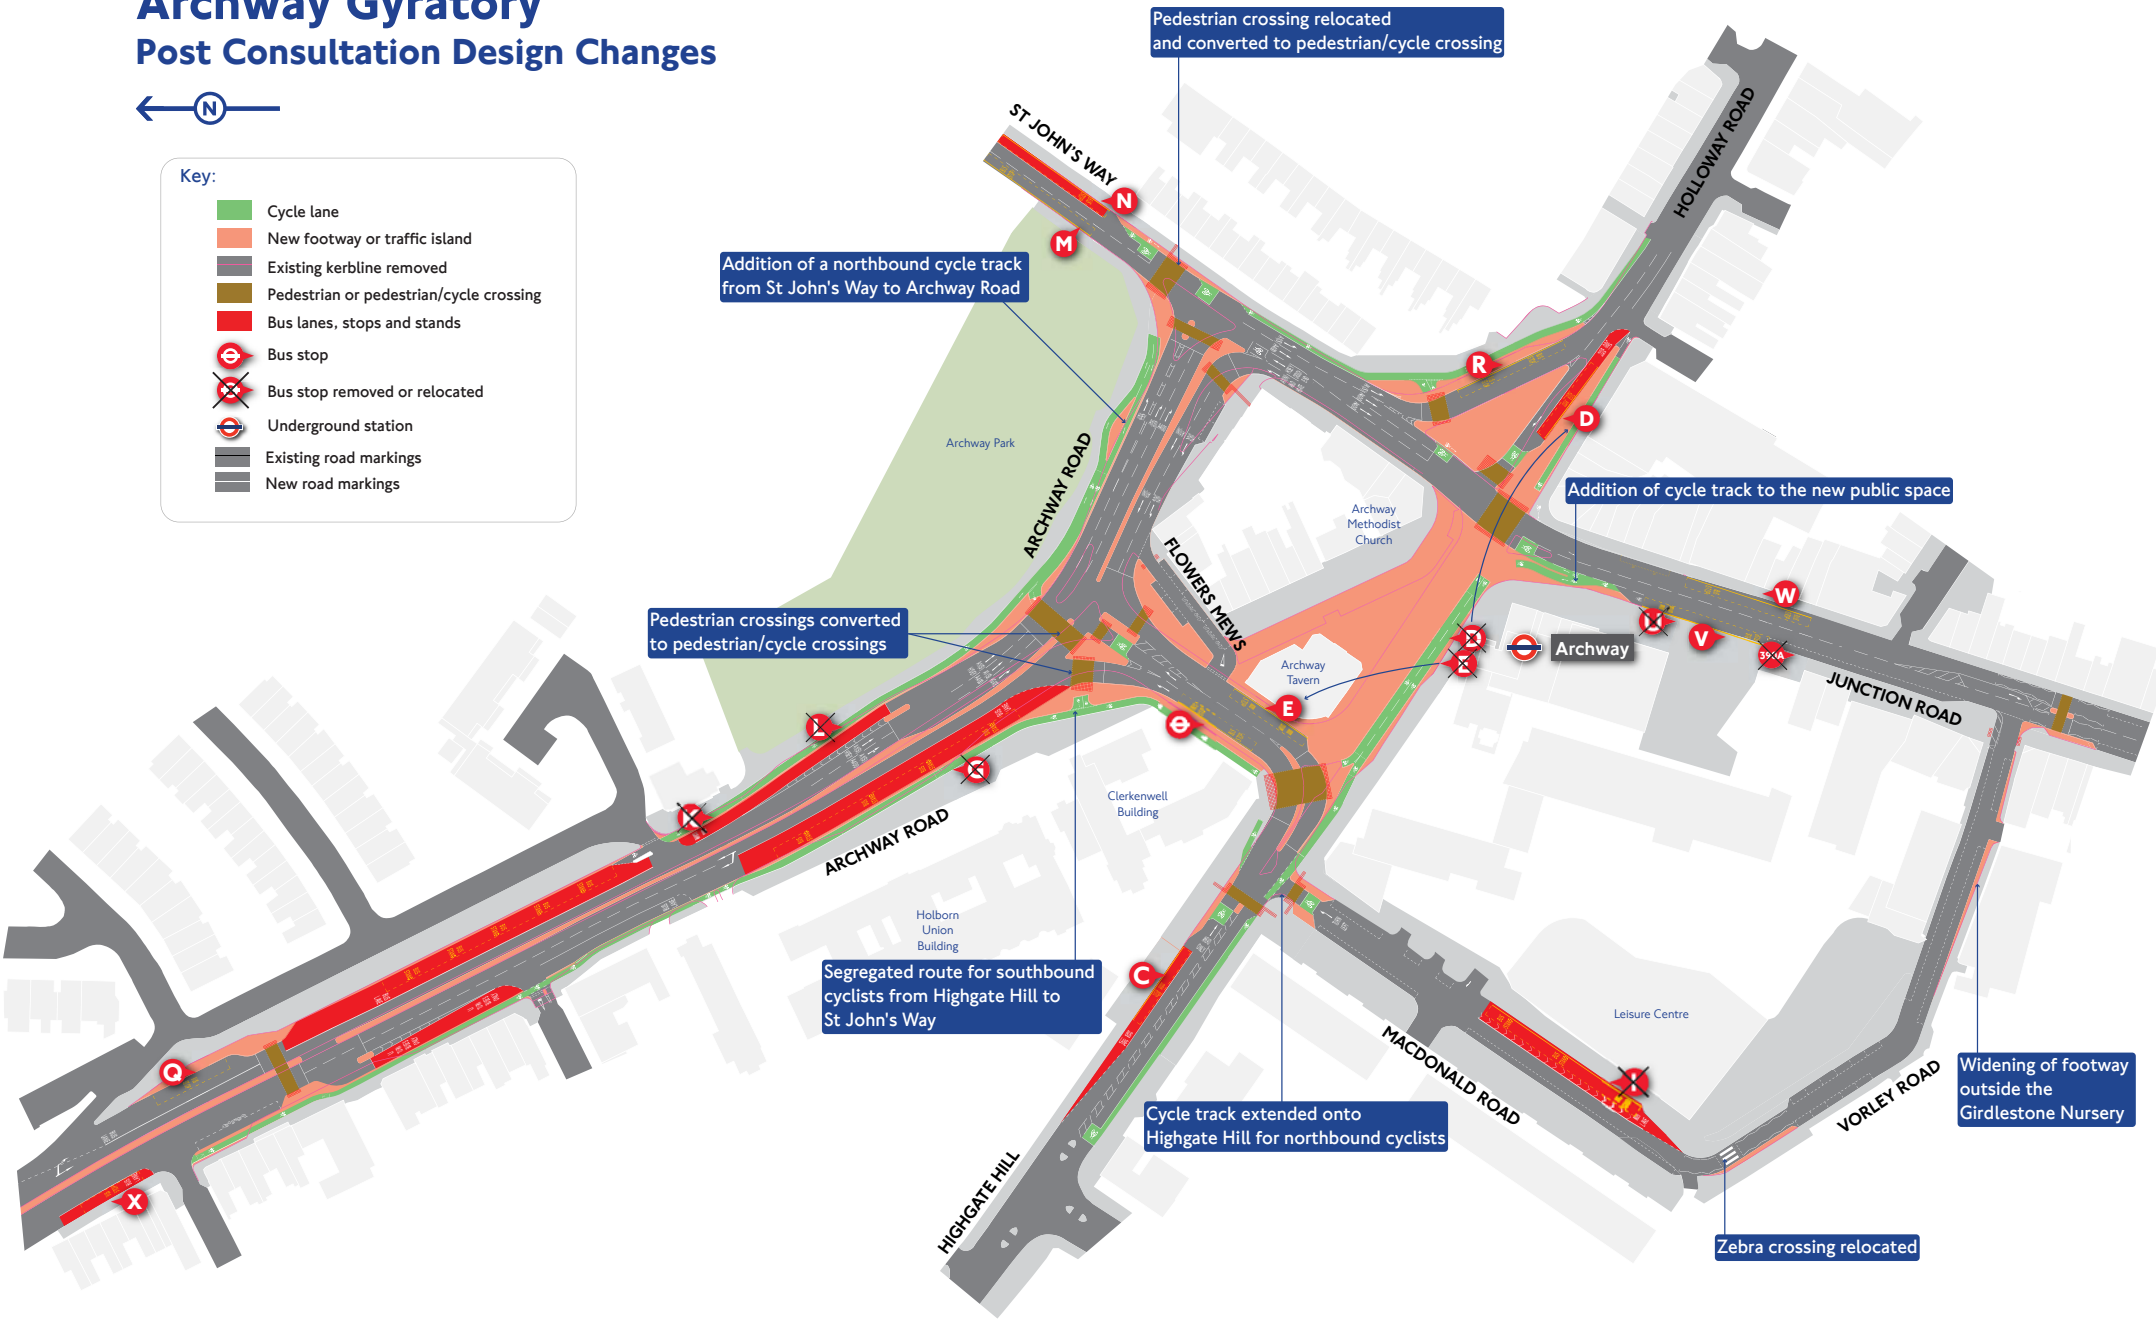 Archway Gyratory
Post Consultation Design Changes
N
Key:
Cycle lane
New footway or traffic island
Existing kerbline removed
Pedestrian or pedestrian/cycle crossing
Bus lanes, stops and stands
Bus stop
Bus stop removed or relocated
Underground station
Existing road markings
New road markings
Pedestrian crossing relocated
and converted to pedestrian/cycle crossing
ST JOHN'S WAY
N
M
HOLLOWAY ROAD
Addition of a northbound cycle track
from St John's Way to Archway Road
R
D
Archway Park
ARCHWAY ROAD
Archway
Methodist
Church
Addition of cycle track to the new public space
FLOWERS MEWS
Pedestrian crossings converted
to pedestrian/cycle crossings
W
U
V
390A
D
E
Archway
Archway
Tavern
E
JUNCTION ROAD
L
K
G
ARCHWAY ROAD
Clerkenwell
Building
Holborn
Union
Building
Segregated route for southbound
cyclists from Highgate Hill to
St John's Way
C
Leisure Centre
I
MACDONALD ROAD
VORLEY ROAD
Widening of footway
outside the
Girdlestone Nursery
Cycle track extended onto
Highgate Hill for northbound cyclists
HIGHGATE HILL
Zebra crossing relocated
Q
X